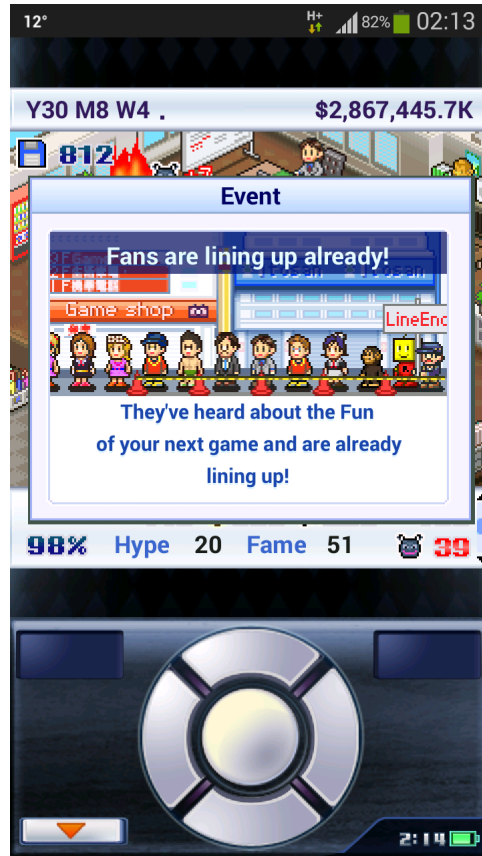 12°
H+
82%
02:13
Y30 M8 W4 .
$2,867,445.7K
812
Event
Fans are lining up already!
Game shop
LineEnd
They've heard about the Fun
of your next game and are already
lining up!
98% Hype 20 Fame 51 39
2:14